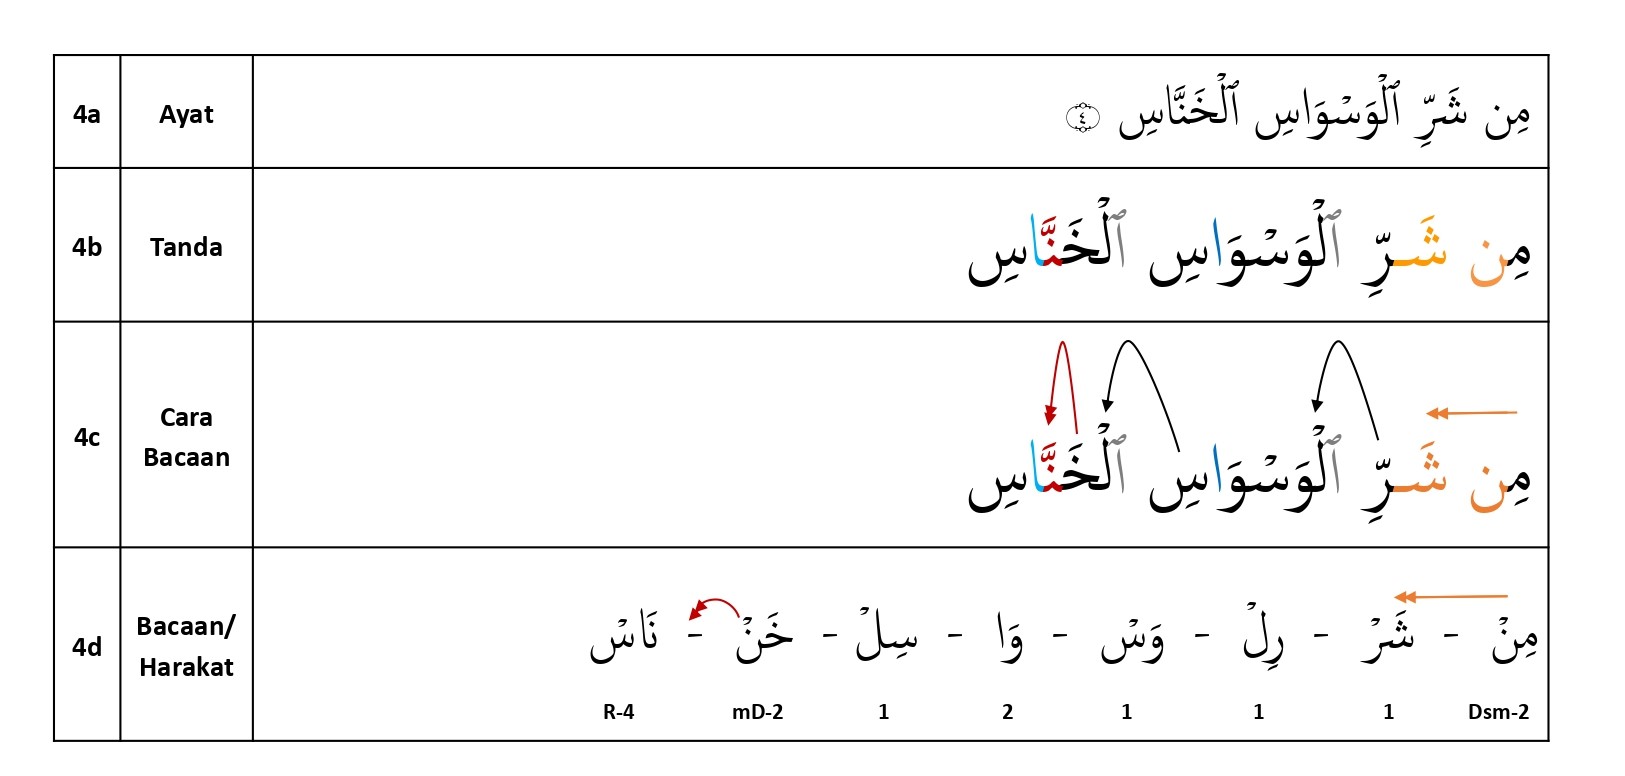 4a Ayat مِن شَرِّ ٱلْوَسْوَاسِ ٱلْخَنَّاسِ ٤
4b Tanda مِن شَرِّ ٱلْوَسْوَاسِ ٱلْخَنَّاسِ
4c Cara Bacaan مِن شَرِّ ٱلْوَسْوَاسِ ٱلْخَنَّاسِ
4d Bacaan/ Harakat مِنْ - شَرْ - رِلْ - وَسْ - وَا - سِلْ - خَنْ - نَاسْ
R-4 mD-2 1 2 1 1 1 Dsm-2